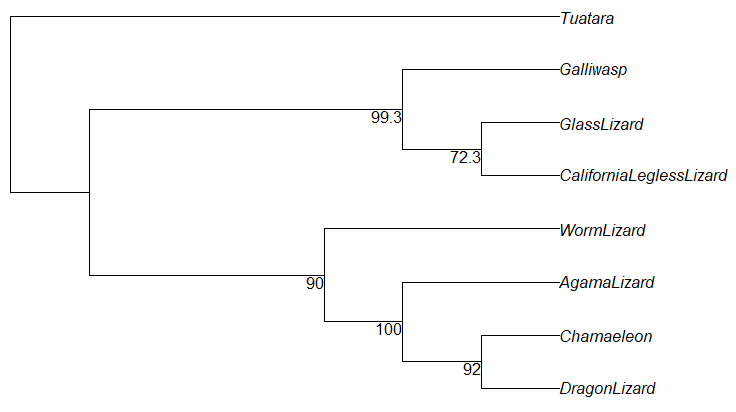 Tuatara
Galliwasp
99.3
GlassLizard
72.3
CaliforniaLeglessLizard
WormLizard
90
AgamaLizard
100
Chamaeleon
92
DragonLizard